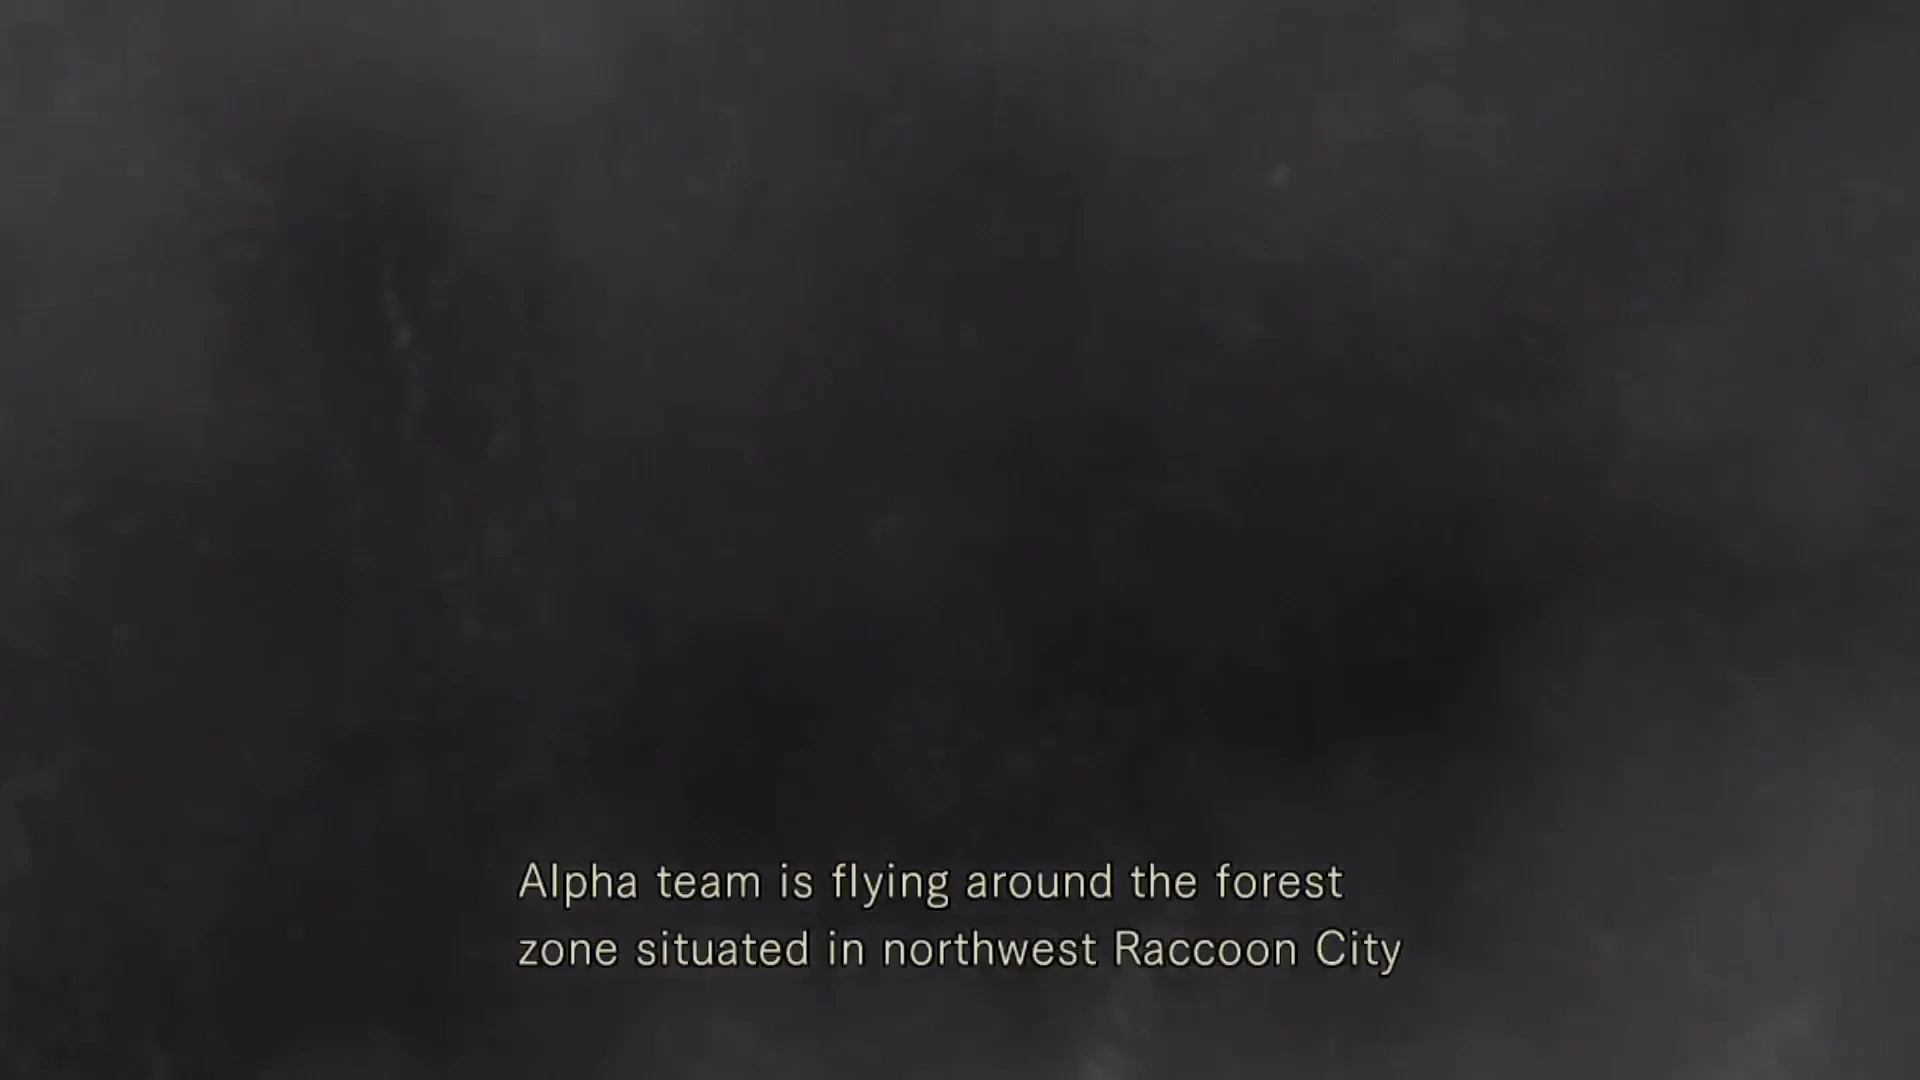 Alpha team is flying around the forest
zone situated in northwest Raccoon City